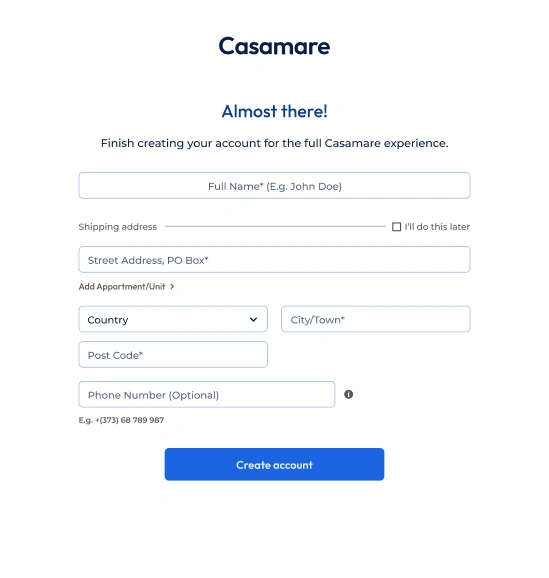 Casamare
Almost there!
Finish creating your account for the full Casamare experience.
Full Name* (E.g. John Doe)
Shipping address I'll do this later
Street Address, PO Box*
Add Appartment/Unit >
Country City/Town*
Post Code*
Phone Number (Optional)
E.g. +(373) 68 789 987
Create account